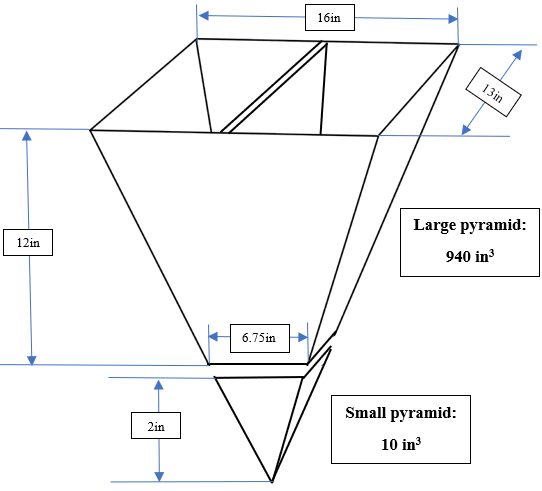 16in
13in
Large pyramid:
940 in³
12in
6.75in
Small pyramid:
10 in³
2in